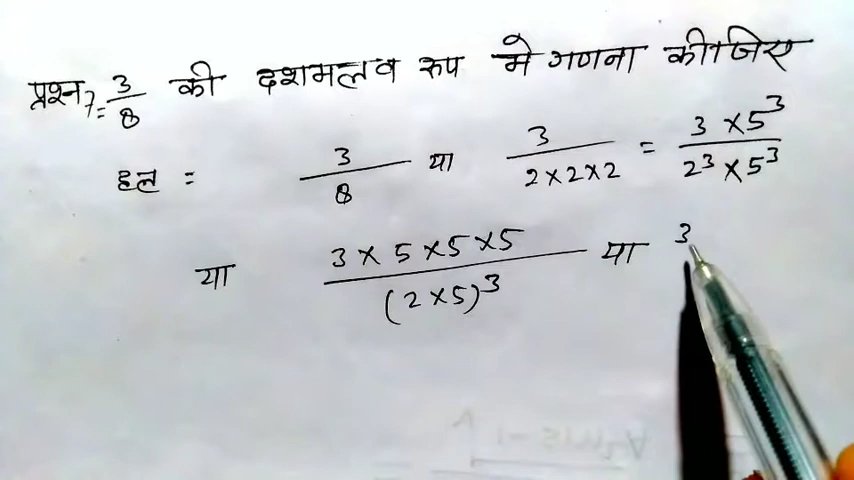 प्रश्न 7= 3/8 की दशमलव रुप मे गणना कीजिए
हल = 3/8 या 3/2×2×2 = 3×5³/2³×5³
या 3×5×5×5/(2×5)³ या 3